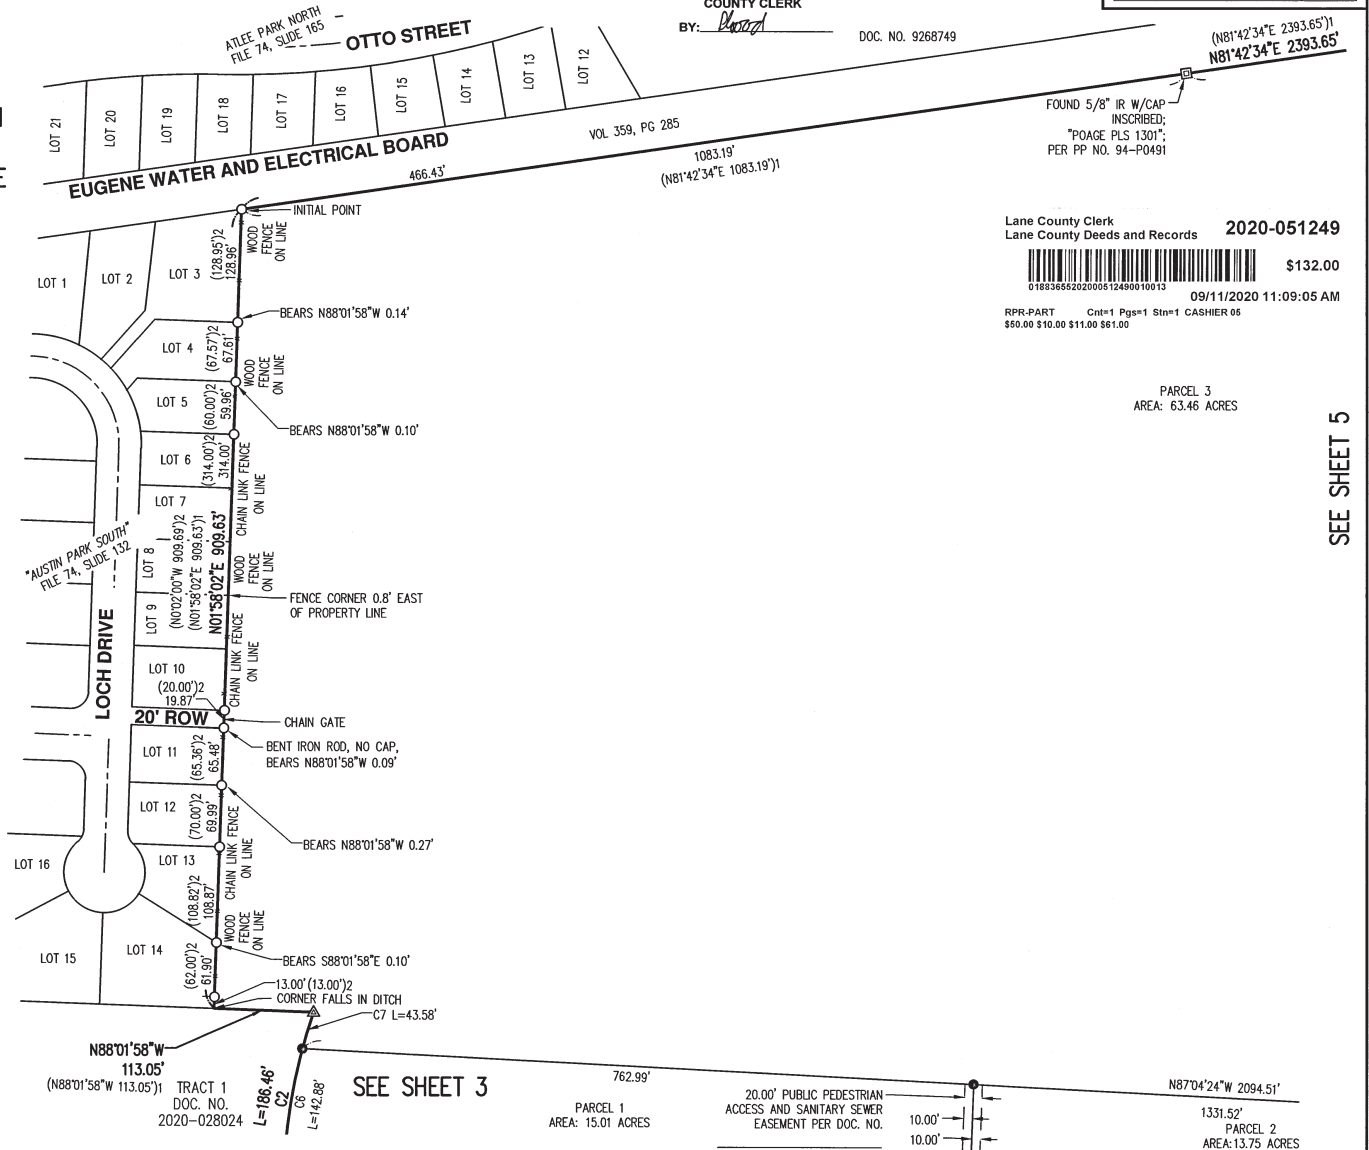 COUNTY CLERK
BY:
DOC. NO. 9268749
ATLEE PARK NORTH
FILE 74, SLIDE 165
OTTO STREET
(N81°42'34"E 2393.65')1
N81°42'34"E 2393.65'
LOT 21
LOT 20
LOT 19
LOT 18
LOT 17
LOT 16
LOT 15
LOT 14
LOT 13
LOT 12
FOUND 5/8" IR W/CAP
INSCRIBED;
"POAGE PLS 1301";
PER PP NO. 94-P0491
EUGENE WATER AND ELECTRICAL BOARD
VOL 359, PG 285
466.43'
1083.19'
(N81°42'34"E 1083.19')1
INITIAL POINT
Lane County Clerk
Lane County Deeds and Records
2020-051249
$132.00
01883655202000512490010013
09/11/2020 11:09:05 AM
RPR-PART Cnt=1 Pgs=1 Stn=1 CASHIER 05
$50.00 $10.00 $11.00 $61.00
LOT 1
LOT 2
LOT 3
(128.95')2
128.96'
WOOD
FENCE
ON LINE
BEARS N88°01'58"W 0.14'
LOT 4
(67.57')2
67.61'
WOOD
FENCE
ON LINE
LOT 5
(60.00')2
59.96'
BEARS N88°01'58"W 0.10'
PARCEL 3
AREA: 63.46 ACRES
SEE SHEET 5
LOT 6
(314.00')2
314.00'
CHAIN LINK FENCE
ON LINE
LOT 7
"AUSTIN PARK SOUTH"
FILE 74, SLIDE 132
LOT 8
(N0°02'00"W 909.69')2
(N01°58'02"E 909.63')1
N01°58'02"E 909.63'
WOOD
FENCE
ON LINE
LOT 9
FENCE CORNER 0.8' EAST
OF PROPERTY LINE
LOCH DRIVE
CHAIN LINK FENCE
ON LINE
LOT 10
(20.00')2
19.87'
20' ROW
CHAIN GATE
LOT 11
(65.36')2
65.48'
BENT IRON ROD, NO CAP,
BEARS N88°01'58"W 0.09'
LOT 12
(70.00')2
69.99'
CHAIN LINK FENCE
ON LINE
BEARS N88°01'58"W 0.27'
LOT 16
LOT 13
(108.82')2
108.87'
WOOD
FENCE
ON LINE
LOT 15
LOT 14
BEARS S88°01'58"E 0.10'
(62.00')2
61.90'
13.00' (13.00')2
CORNER FALLS IN DITCH
C7 L=43.58'
N88°01'58"W
113.05'
(N88°01'58"W 113.05')1
TRACT 1
DOC. NO.
2020-028024
L=186.46'
C2
C6
L=142.88'
SEE SHEET 3
762.99'
N87°04'24"W 2094.51'
PARCEL 1
AREA: 15.01 ACRES
20.00' PUBLIC PEDESTRIAN
ACCESS AND SANITARY SEWER
EASEMENT PER DOC. NO.
10.00'
10.00'
1331.52'
PARCEL 2
AREA:13.75 ACRES